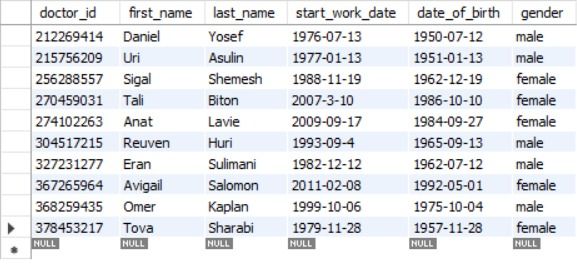 doctor_id first_name last_name start_work_date date_of_birth gender
212269414 Daniel Yosef 1976-07-13 1950-07-12 male
215756209 Uri Asulin 1977-01-13 1951-01-13 male
256288557 Sigal Shemesh 1988-11-19 1962-12-19 female
270459031 Tali Biton 2007-3-10 1986-10-10 female
274102263 Anat Lavie 2009-09-17 1984-09-27 female
304517215 Reuven Huri 1993-09-4 1965-09-13 male
327231277 Eran Sulimani 1982-12-12 1962-07-12 male
367265964 Avigail Salomon 2011-02-08 1992-05-01 female
368259435 Omer Kaplan 1999-10-06 1975-10-04 male
378453217 Tova Sharabi 1979-11-28 1957-11-28 female
NULL NULL NULL NULL NULL NULL